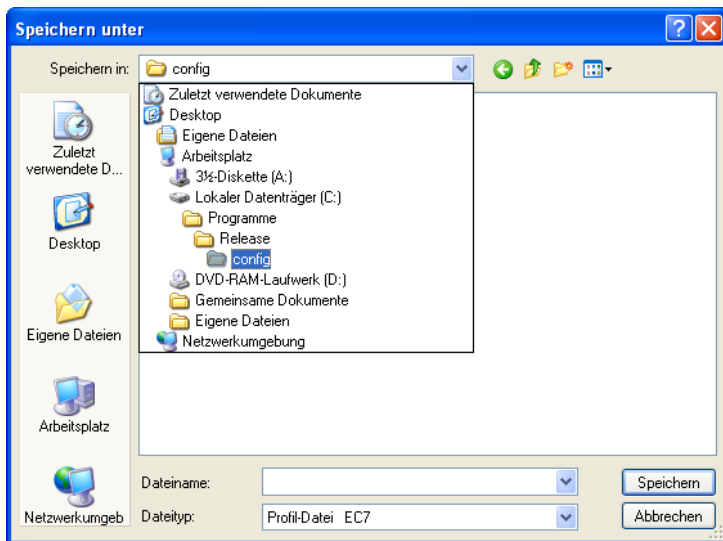 Speichern unter
Speichern in: config
Zuletzt verwendete Dokumente
Desktop
Eigene Dateien
Arbeitsplatz
3½-Diskette (A:)
Lokaler Datenträger (C:)
Programme
Release
config
DVD-RAM-Laufwerk (D:)
Gemeinsame Dokumente
Eigene Dateien
Netzwerkumgebung
Zuletzt
verwendete D...
Desktop
Eigene Dateien
Arbeitsplatz
Netzwerkumgeb
Dateiname:
Speichern
Dateityp: Profil-Datei EC7
Abbrechen